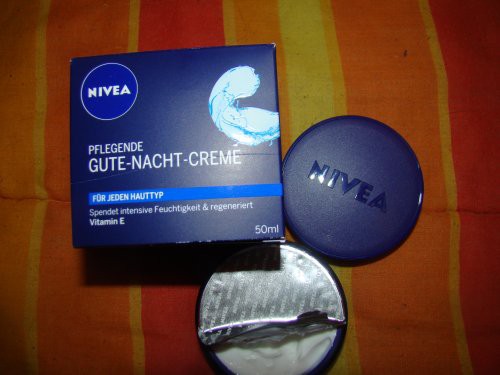 NIVEA
PFLEGENDE
GUTE-NACHT-CREME
FÜR JEDEN HAUTTYP
Spendet intensive Feuchtigkeit & regeneriert
Vitamin E
50ml
NIVEA